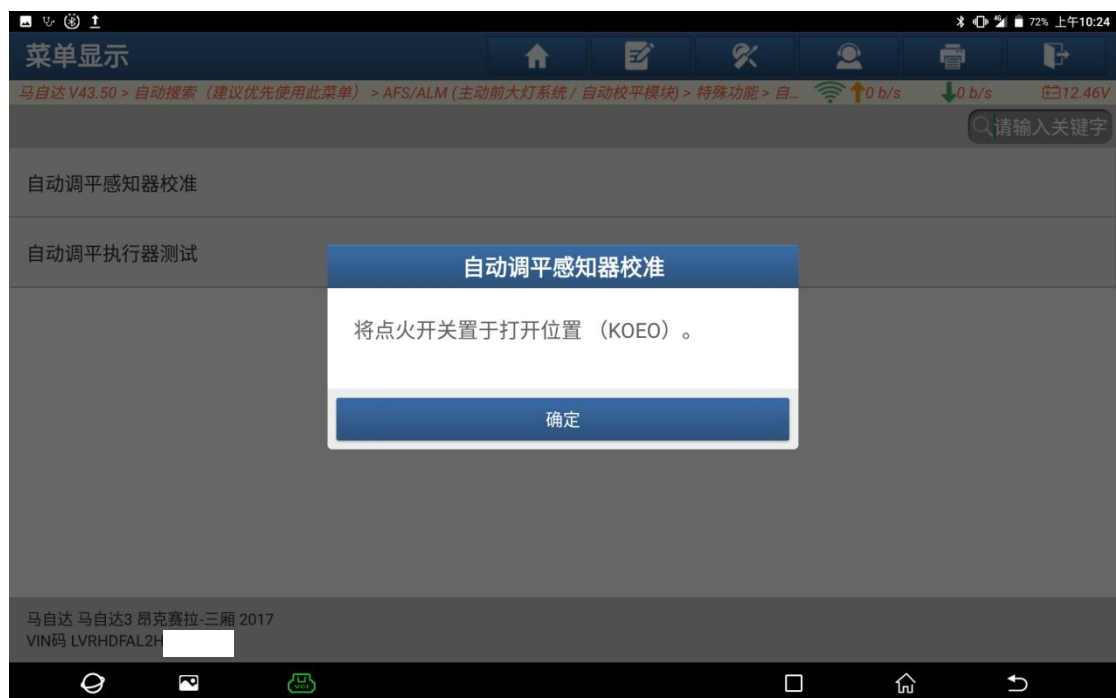 72% 上午10:24
菜单显示
马自达 V43.50 > 自动搜索（建议优先使用此菜单） > AFS/ALM (主动前大灯系统 / 自动校平模块) > 特殊功能 > 自... 0 b/s 0 b/s 12.46V
请输入关键字
自动调平感知器校准
自动调平执行器测试
自动调平感知器校准
将点火开关置于打开位置 （KOEO）。
确定
马自达 马自达3 昂克赛拉-三厢 2017
VIN码 LVRHDFAL2H
VCI